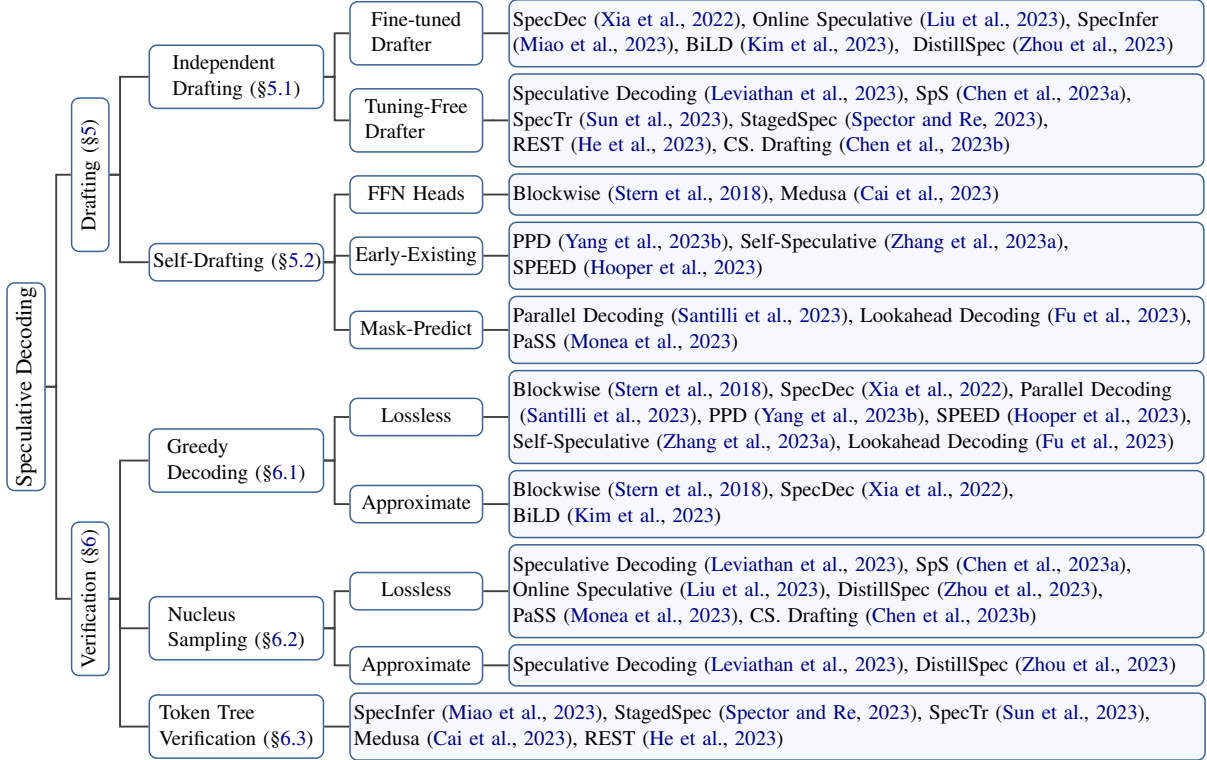 Speculative Decoding
Drafting (§5)
Independent
Drafting (§5.1)
Fine-tuned
Drafter
SpecDec (Xia et al., 2022), Online Speculative (Liu et al., 2023), SpecInfer
(Miao et al., 2023), BiLD (Kim et al., 2023), DistillSpec (Zhou et al., 2023)
Tuning-Free
Drafter
Speculative Decoding (Leviathan et al., 2023), SpS (Chen et al., 2023a),
SpecTr (Sun et al., 2023), StagedSpec (Spector and Re, 2023),
REST (He et al., 2023), CS. Drafting (Chen et al., 2023b)
Self-Drafting (§5.2)
FFN Heads
Blockwise (Stern et al., 2018), Medusa (Cai et al., 2023)
Early-Existing
PPD (Yang et al., 2023b), Self-Speculative (Zhang et al., 2023a),
SPEED (Hooper et al., 2023)
Mask-Predict
Parallel Decoding (Santilli et al., 2023), Lookahead Decoding (Fu et al., 2023),
PaSS (Monea et al., 2023)
Verification (§6)
Greedy
Decoding (§6.1)
Lossless
Blockwise (Stern et al., 2018), SpecDec (Xia et al., 2022), Parallel Decoding
(Santilli et al., 2023), PPD (Yang et al., 2023b), SPEED (Hooper et al., 2023),
Self-Speculative (Zhang et al., 2023a), Lookahead Decoding (Fu et al., 2023)
Approximate
Blockwise (Stern et al., 2018), SpecDec (Xia et al., 2022),
BiLD (Kim et al., 2023)
Nucleus
Sampling (§6.2)
Lossless
Speculative Decoding (Leviathan et al., 2023), SpS (Chen et al., 2023a),
Online Speculative (Liu et al., 2023), DistillSpec (Zhou et al., 2023),
PaSS (Monea et al., 2023), CS. Drafting (Chen et al., 2023b)
Approximate
Speculative Decoding (Leviathan et al., 2023), DistillSpec (Zhou et al., 2023)
Token Tree
Verification (§6.3)
SpecInfer (Miao et al., 2023), StagedSpec (Spector and Re, 2023), SpecTr (Sun et al., 2023),
Medusa (Cai et al., 2023), REST (He et al., 2023)